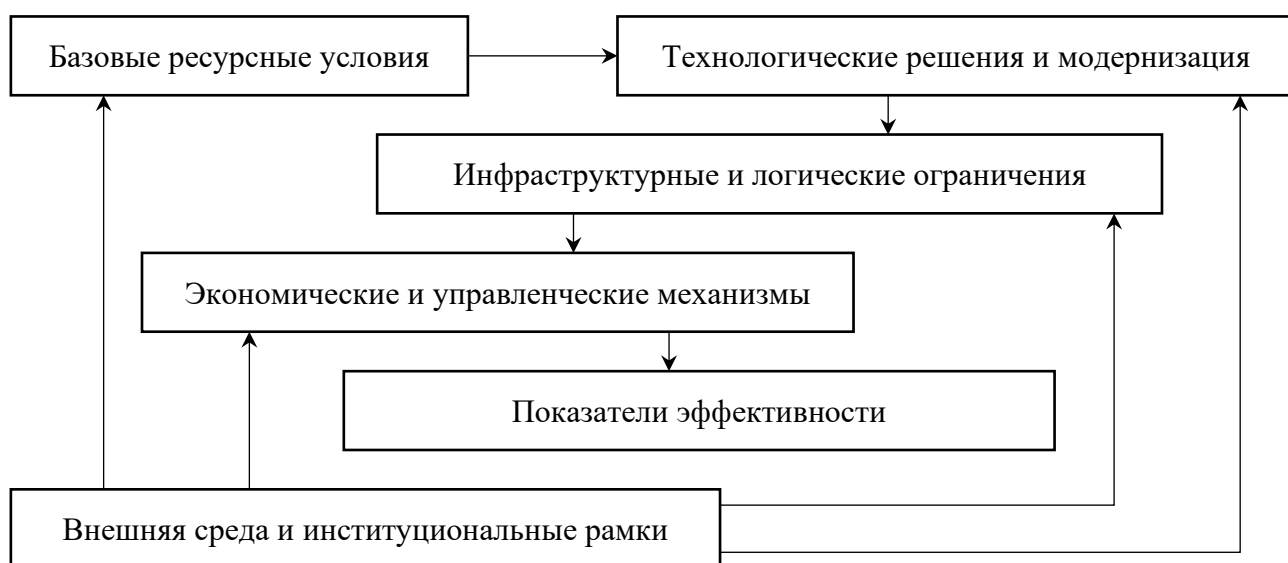 Базовые ресурсные условия
Технологические решения и модернизация
Инфраструктурные и логические ограничения
Экономические и управленческие механизмы
Показатели эффективности
Внешняя среда и институциональные рамки